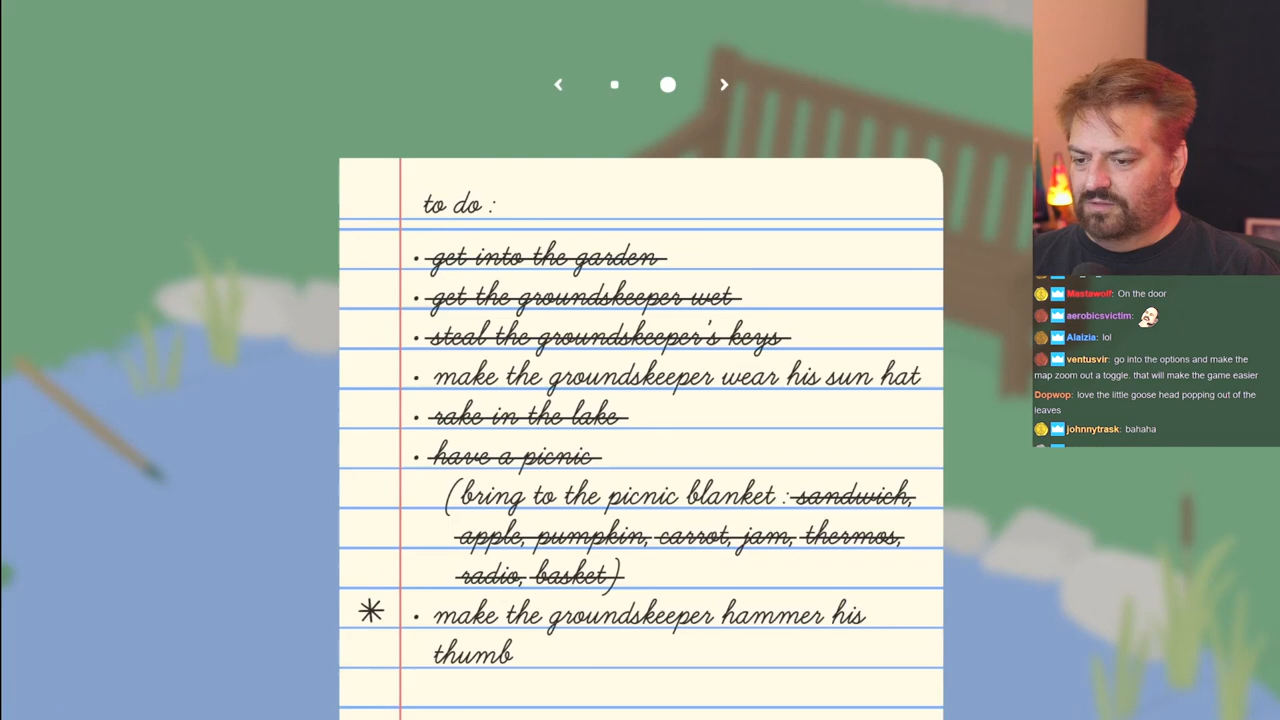 to do :
• get into the garden
• get the groundskeeper wet
• steal the groundskeeper's keys
• make the groundskeeper wear his sun hat
• rake in the lake
• have a picnic
(bring to the picnic blanket : sandwich,
apple, pumpkin, carrot, jam, thermos,
radio, basket)
• make the groundskeeper hammer his
thumb
Mastawolf: On the door
aerobicsvictim:
Alaizia: lol
ventusvir: go into the options and make the
map zoom out a toggle. that will make the game easier
Dopwop: love the little goose head popping out of the
leaves
johnnytrask: bahaha